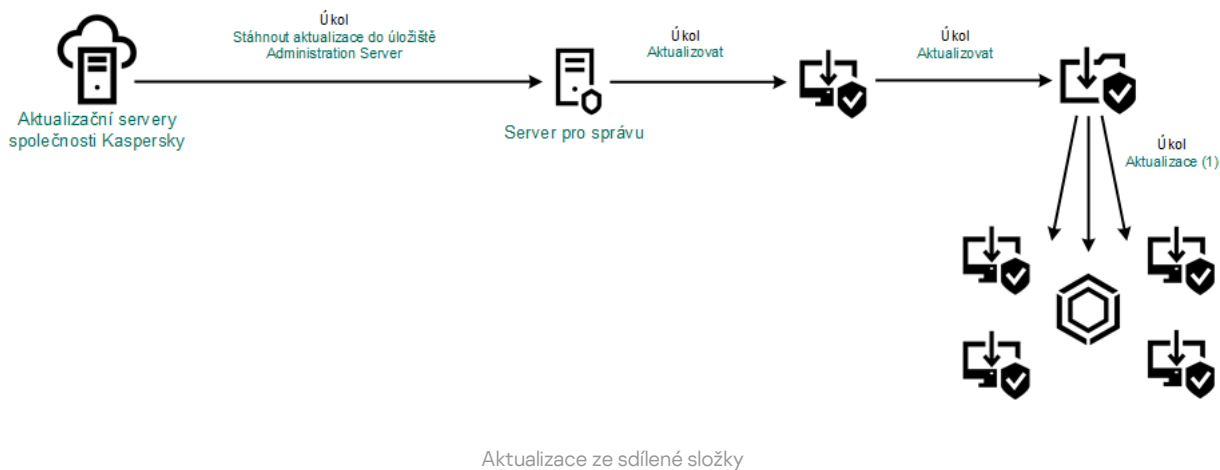 Úkol
Stáhnout aktualizace do úložiště
Administration Server
Úkol
Aktualizovat
Úkol
Aktualizovat
Aktualizační servery
společnosti Kaspersky
Server pro správu
Úkol
Aktualizace (1)
Aktualizace ze sdílené složky